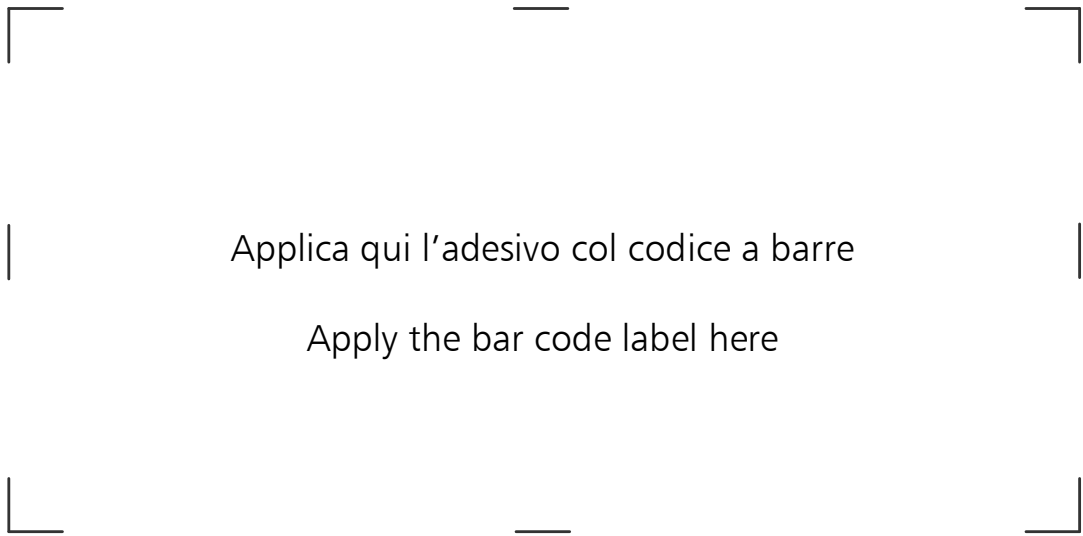 Applica qui l’adesivo col codice a barre
Apply the bar code label here